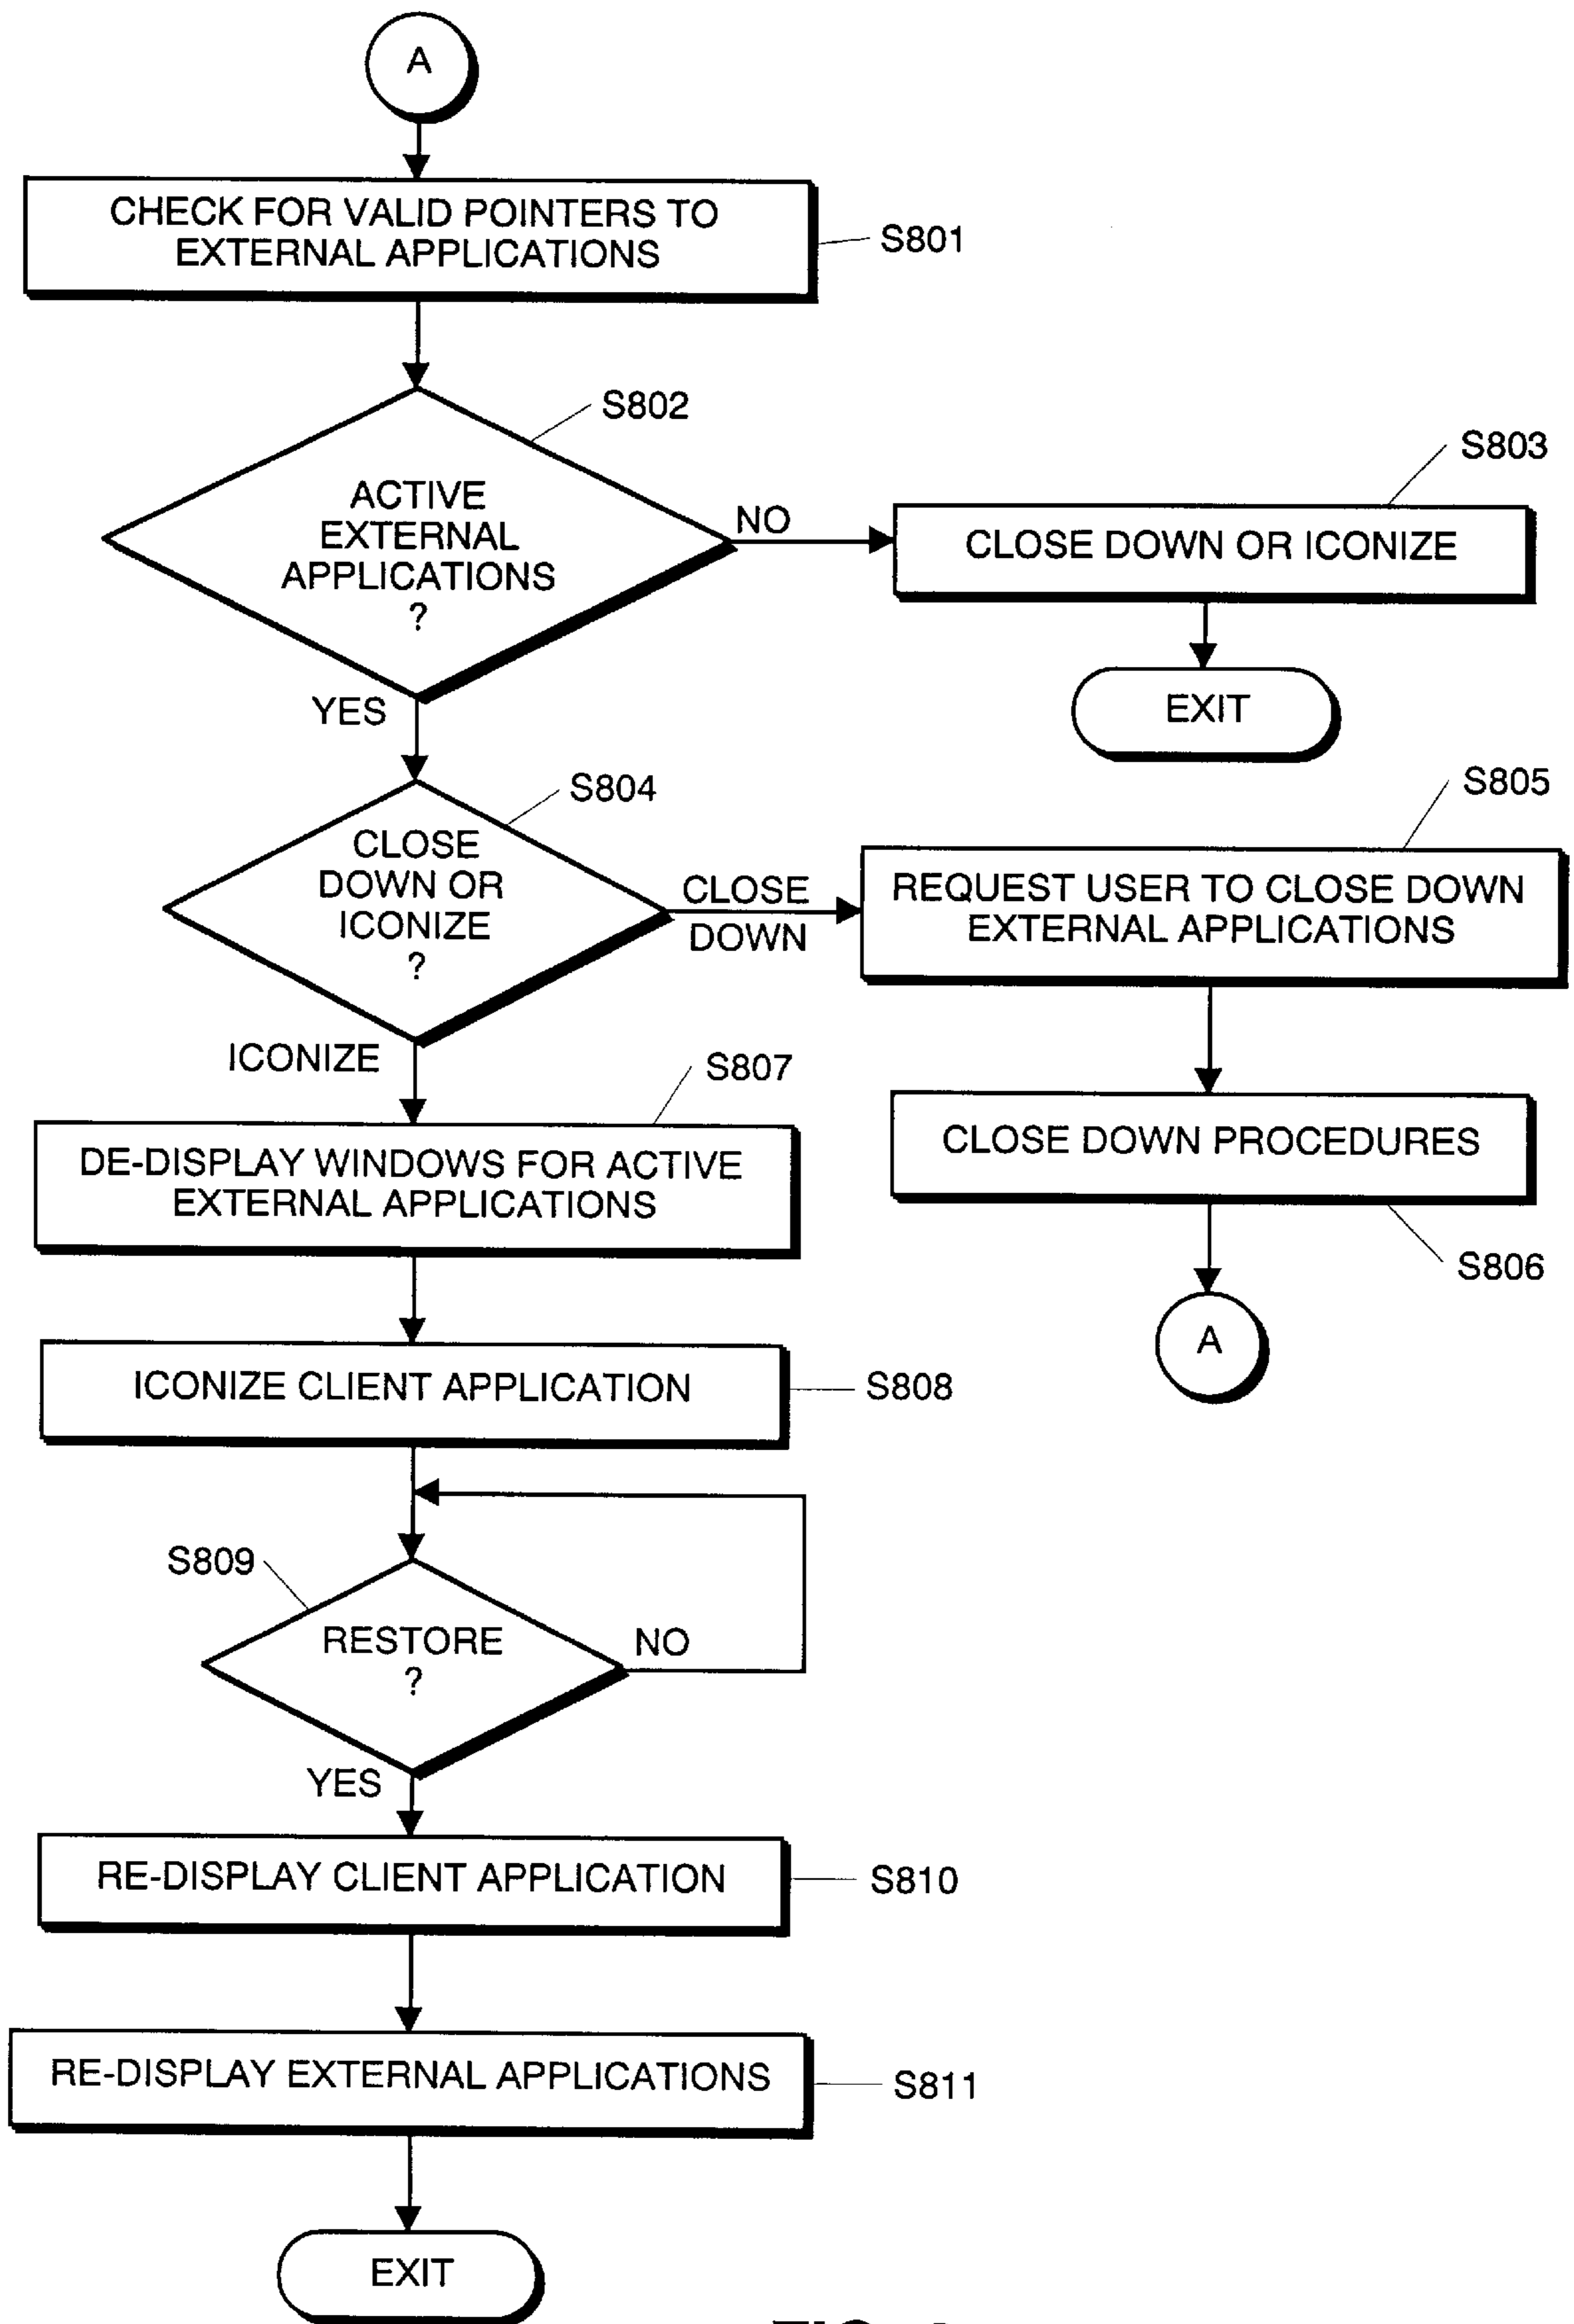 A
CHECK FOR VALID POINTERS TO
EXTERNAL APPLICATIONS
S801
S802
ACTIVE
EXTERNAL
APPLICATIONS
?
NO
S803
CLOSE DOWN OR ICONIZE
EXIT
YES
S804
CLOSE
DOWN OR
ICONIZE
?
CLOSE
DOWN
S805
REQUEST USER TO CLOSE DOWN
EXTERNAL APPLICATIONS
CLOSE DOWN PROCEDURES
S806
A
ICONIZE
S807
DE-DISPLAY WINDOWS FOR ACTIVE
EXTERNAL APPLICATIONS
ICONIZE CLIENT APPLICATION
S808
S809
RESTORE
?
NO
YES
RE-DISPLAY CLIENT APPLICATION
S810
RE-DISPLAY EXTERNAL APPLICATIONS
S811
EXIT